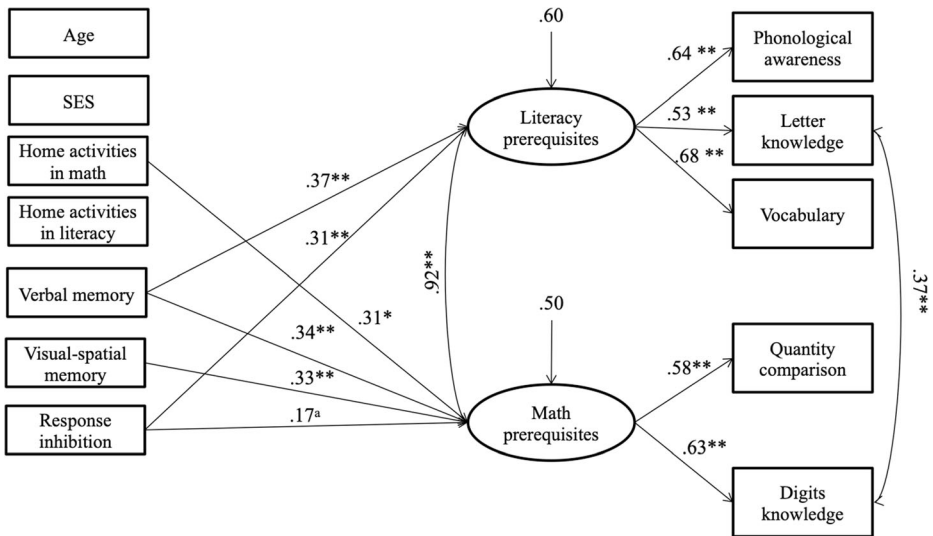 Age
SES
Home activities
in math
Home activities
in literacy
Verbal memory
Visual-spatial
memory
Response
inhibition
.37**
.31**
.31*
.34**
.33**
.17ᵃ
.60
Literacy
prerequisites
.92**
.50
Math
prerequisites
.64 **
.53 **
.68 **
.58**
.63**
Phonological
awareness
Letter
knowledge
Vocabulary
Quantity
comparison
Digits
knowledge
.37**